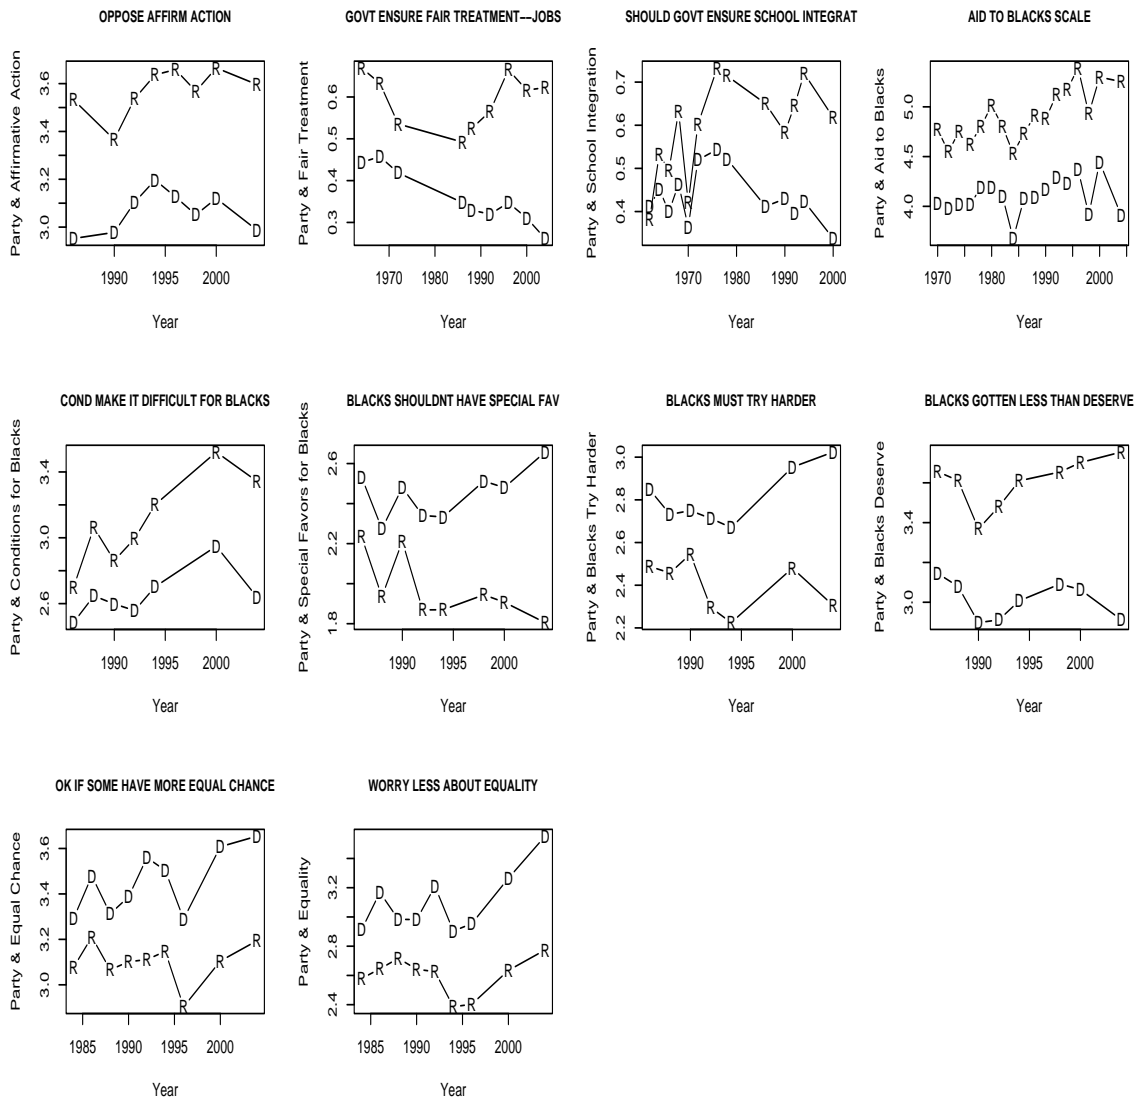 OPPOSE AFFIRM ACTION
Party & Affirmative Action
3.0 3.2 3.4 3.6
R R R R R R R R
D D D D D D D D
1990 1995 2000
Year
GOVT ENSURE FAIR TREATMENT--JOBS
Party & Fair Treatment
0.3 0.4 0.5 0.6
R R R R R R R R R
D D D D D D D D D
1970 1980 1990 2000
Year
SHOULD GOVT ENSURE SCHOOL INTEGRAT
Party & School Integration
0.4 0.5 0.6 0.7
R R R R R R R R R R R R R
D D D D D D D D D D D D D
1970 1980 1990 2000
Year
AID TO BLACKS SCALE
Party & Aid to Blacks
4.0 4.5 5.0
R R R R R R R R R R R R R R R R R
D D D D D D D D D D D D D D D D D
1970 1980 1990 2000
Year
COND MAKE IT DIFFICULT FOR BLACKS
Party & Conditions for Blacks
2.6 3.0 3.4
R R R R R R R
D D D D D D D
1990 1995 2000
Year
BLACKS SHOULDNT HAVE SPECIAL FAV
Party & Special Favors for Blacks
1.8 2.2 2.6
D D D D D D D D
R R R R R R R R
1990 1995 2000
Year
BLACKS MUST TRY HARDER
Party & Blacks Try Harder
2.2 2.4 2.6 2.8 3.0
D D D D D D D
R R R R R R R
1990 1995 2000
Year
BLACKS GOTTEN LESS THAN DESERVE
Party & Blacks Deserve
3.0 3.4
R R R R R R R R
D D D D D D D D
1990 1995 2000
Year
OK IF SOME HAVE MORE EQUAL CHANCE
Party & Equal Chance
3.0 3.2 3.4 3.6
D D D D D D D D D
R R R R R R R R R
1985 1990 1995 2000
Year
WORRY LESS ABOUT EQUALITY
Party & Equality
2.4 2.8 3.2
D D D D D D D D D
R R R R R R R R R
1985 1990 1995 2000
Year